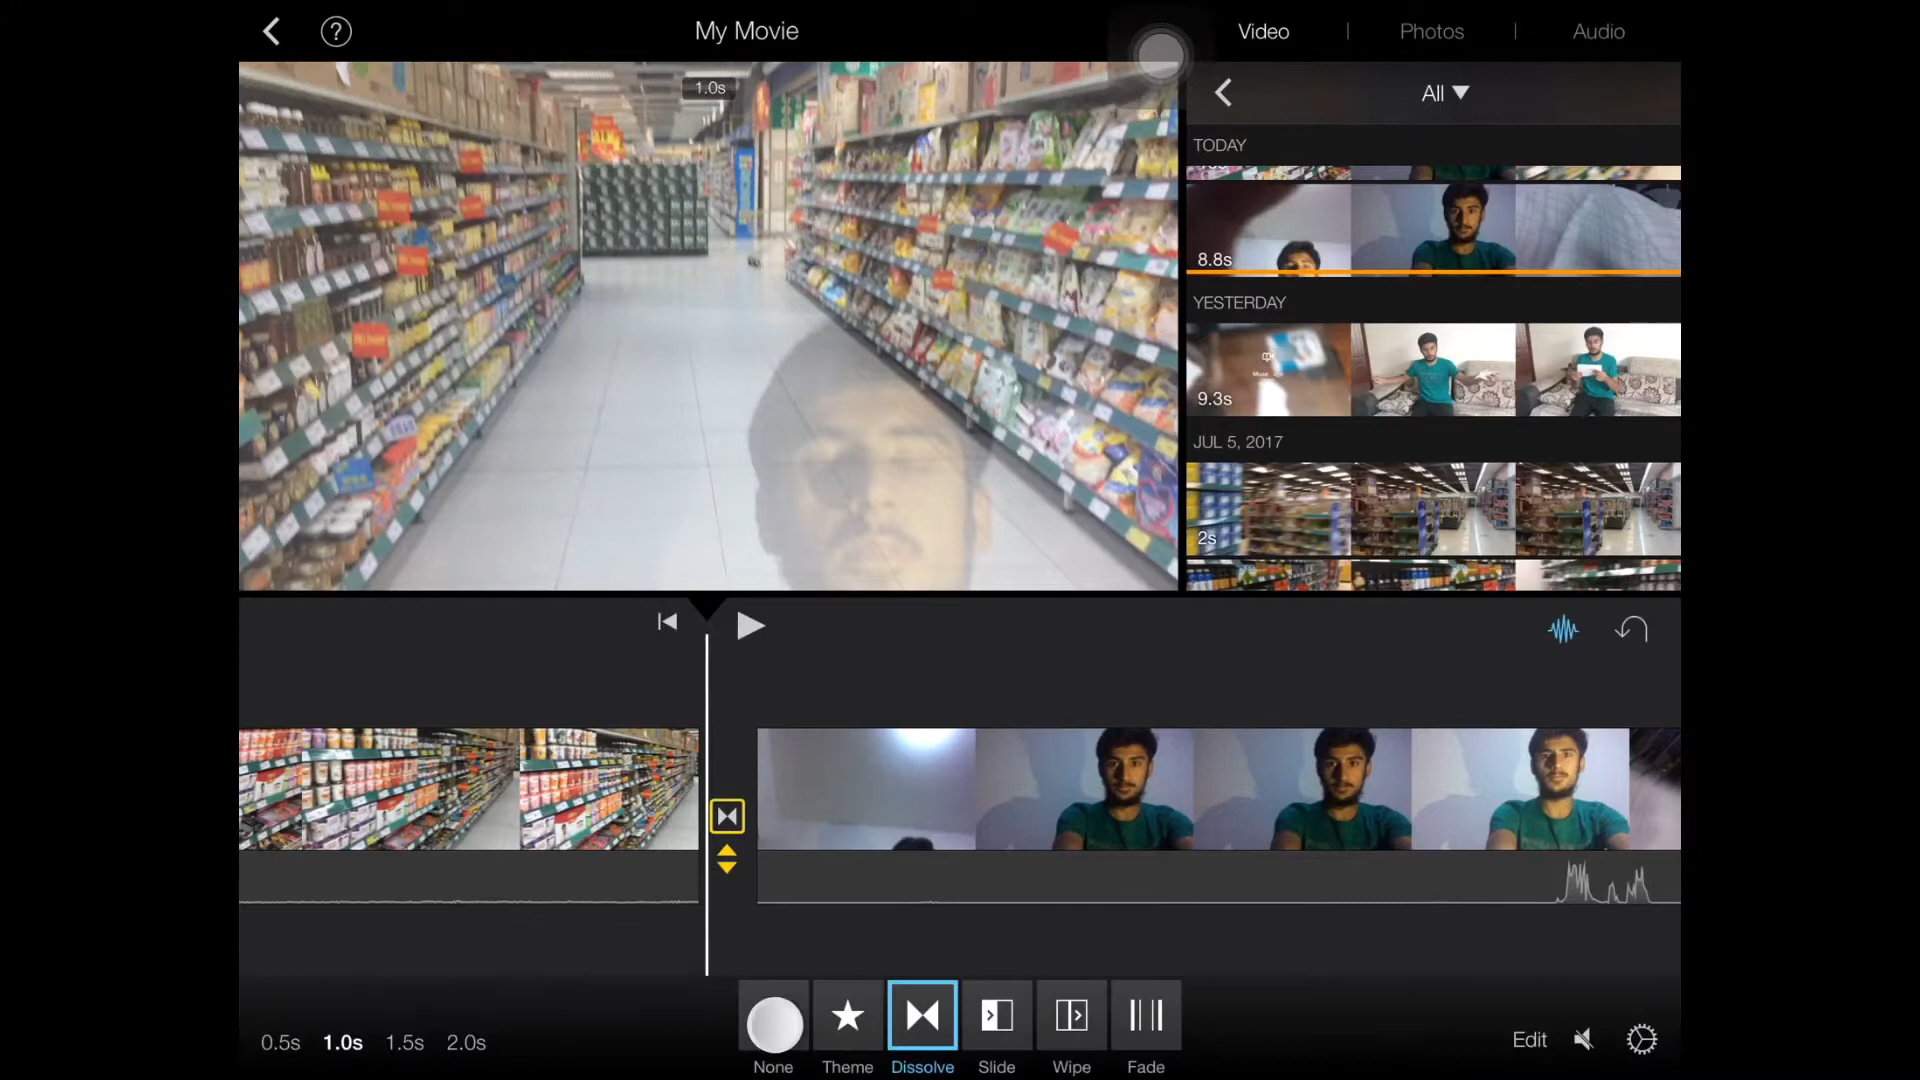 My Movie
Video
Photos
Audio
1.0s
All
TODAY
8.8s
YESTERDAY
9.3s
JUL 5, 2017
2s
0.5s
1.0s
1.5s
2.0s
None
Theme
Dissolve
Slide
Wipe
Fade
Edit